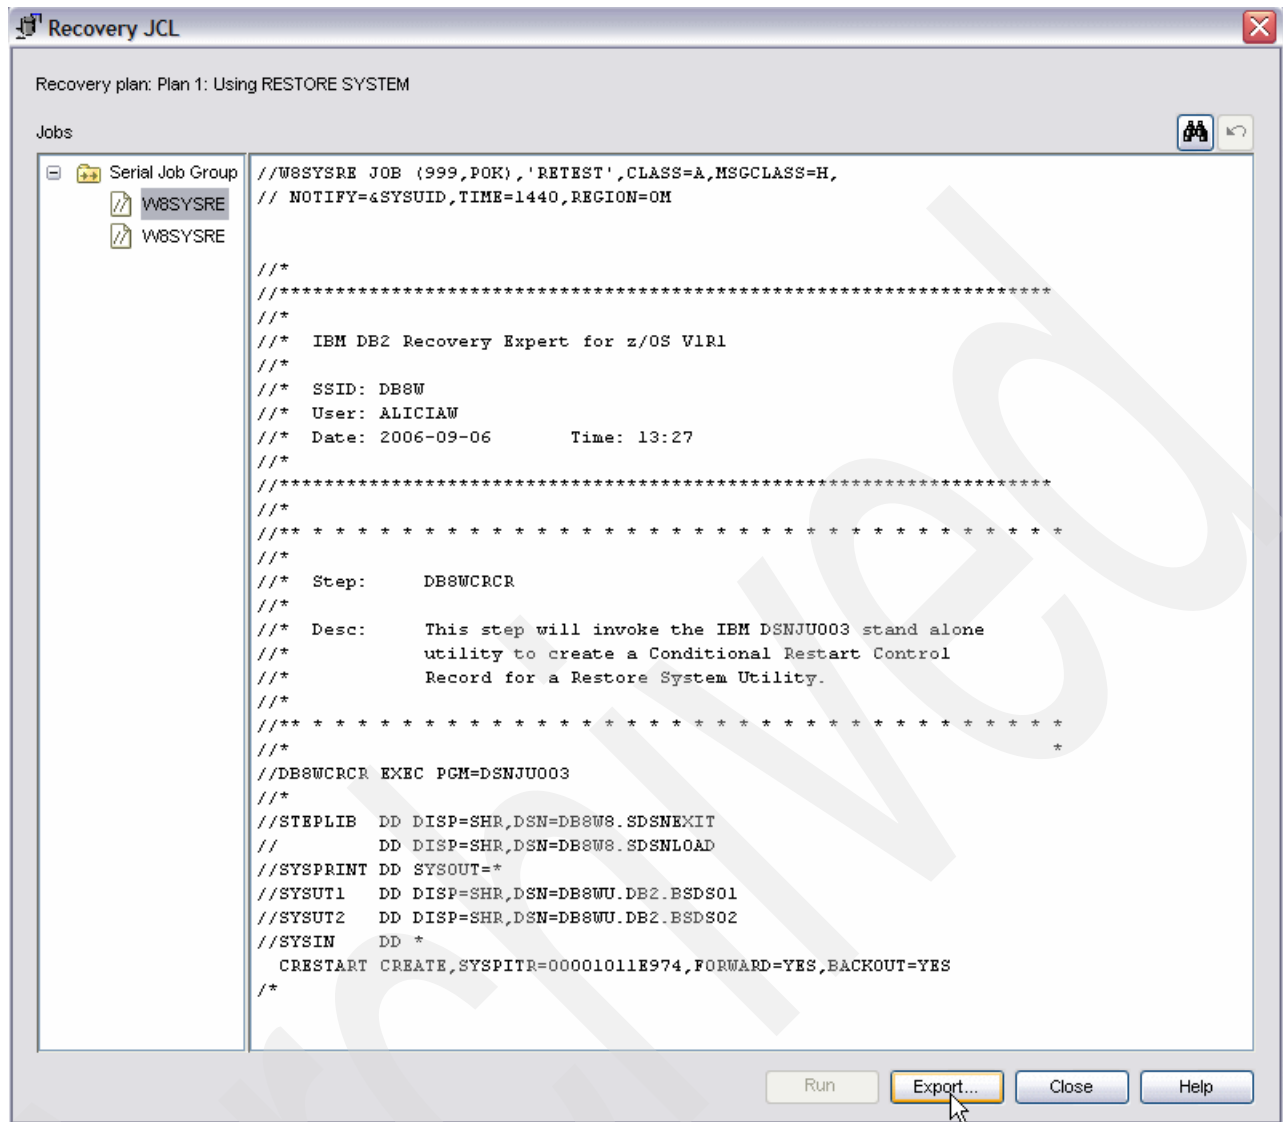 Recovery JCL
Recovery plan: Plan 1: Using RESTORE SYSTEM
Jobs
Serial Job Group
W8SYSRE
W8SYSRE
//W8SYSRE JOB (999,POK),'RETEST',CLASS=A,MSGCLASS=H,
// NOTIFY=&SYSUID,TIME=1440,REGION=0M
//*
//*********************************************************************
//*
//*  IBM DB2 Recovery Expert for z/OS V1R1
//*
//*  SSID: DB8W
//*  User: ALICIAW
//*  Date: 2006-09-06       Time: 13:27
//*
//*********************************************************************
//*
//** * * * * * * * * * * * * * * * * * * * * * * * * * * * * * * * * * *
//*
//*  Step:     DB8WCRCR
//*
//*  Desc:     This step will invoke the IBM DSNJU003 stand alone
//*            utility to create a Conditional Restart Control
//*            Record for a Restore System Utility.
//*
//** * * * * * * * * * * * * * * * * * * * * * * * * * * * * * * * * * *
//*                                                                    *
//DB8WCRCR EXEC PGM=DSNJU003
//*
//STEPLIB  DD DISP=SHR,DSN=DB8W8.SDSNEXIT
//         DD DISP=SHR,DSN=DB8W8.SDSNLOAD
//SYSPRINT DD SYSOUT=*
//SYSUT1   DD DISP=SHR,DSN=DB8WU.DB2.BSDS01
//SYSUT2   DD DISP=SHR,DSN=DB8WU.DB2.BSDS02
//SYSIN    DD *
  CRESTART CREATE,SYSPITR=00001011E974,FORWARD=YES,BACKOUT=YES
/*
Run
Export...
Close
Help